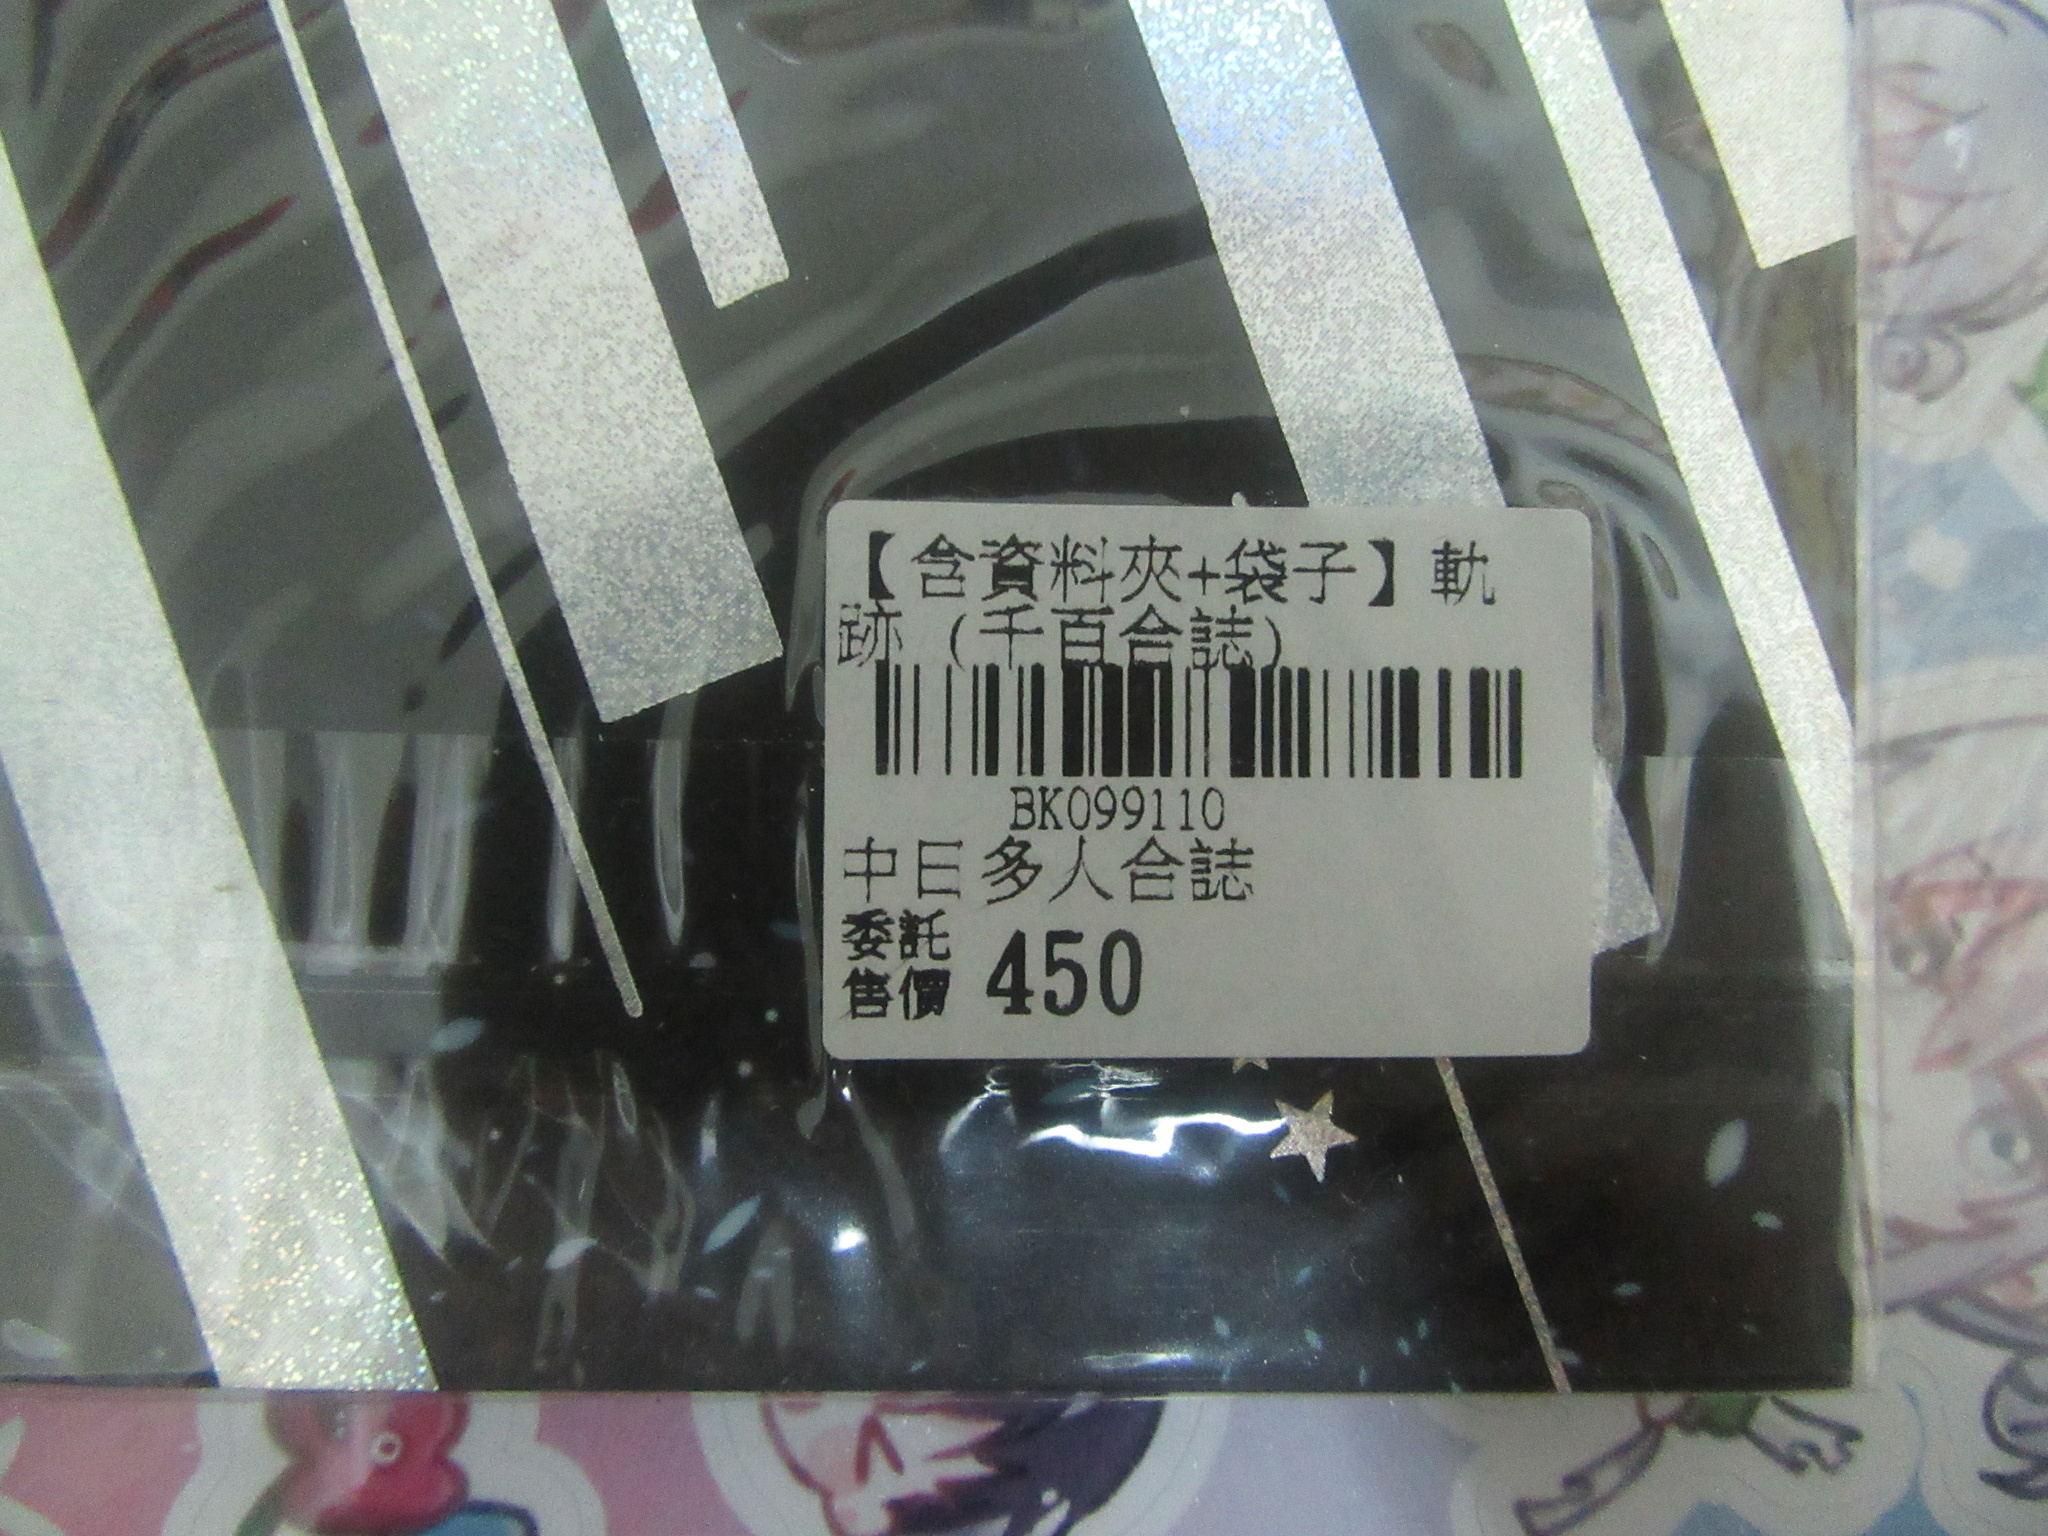 【含資料夾+袋子】軌
跡（千百合誌）
BK099110
中日多人合誌
委託
售價 450